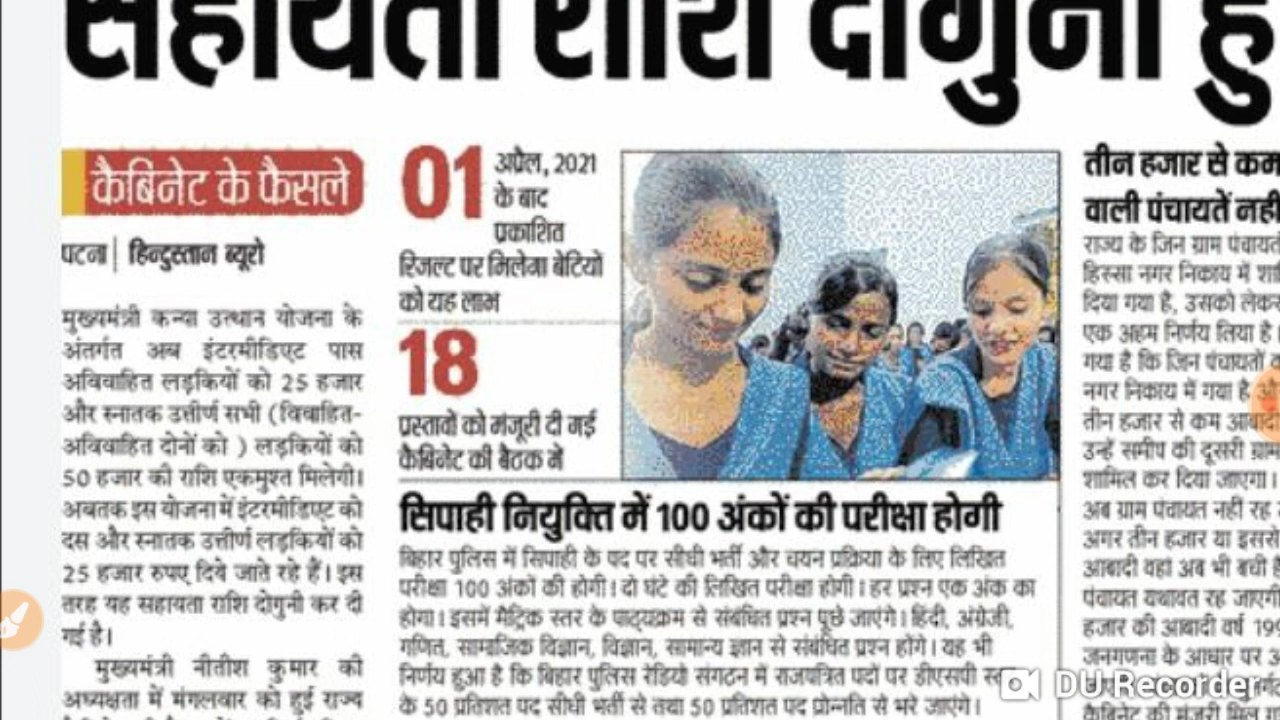 सहायता राशि दोगुनी हु
कैबिनेट के फैसले
पटना | हिन्दुस्तान ब्यूरो
मुख्यमंत्री कन्या उत्थान योजना के
अंतर्गत अब इंटरमीडिएट पास
अविवाहित लड़कियों को 25 हजार
और स्नातक उत्तीर्ण सभी (विवाहित-
अविवाहित दोनों को ) लड़कियों को
50 हजार की राशि एकमुश्त मिलेगी।
अबतक इस योजना में इंटरमीडिएट को
दस और स्नातक उत्तीर्ण लड़कियों को
25 हजार रुपए दिये जाते रहे हैं। इस
तरह यह सहायता राशि दोगुनी कर दी
गई है।
मुख्यमंत्री नीतीश कुमार की
अध्यक्षता में मंगलवार को हुई राज्य
01 अप्रैल, 2021
के बाद
प्रकाशित
रिजल्ट पर मिलेगा बेटियों
को यह लाभ
18
प्रस्तावों को मंजूरी दी गई
कैबिनेट की बैठक में
सिपाही नियुक्ति में 100 अंकों की परीक्षा होगी
बिहार पुलिस में सिपाही के पद पर सीधी भर्ती और चयन प्रक्रिया के लिए लिखित
परीक्षा 100 अंकों की होगी। दो घंटे की लिखित परीक्षा होगी। हर प्रश्न एक अंक का
होगा। इसमें मैट्रिक स्तर के पाठ्यक्रम से संबंधित प्रश्न पूछे जाएंगे। हिंदी, अंग्रेजी,
गणित, सामाजिक विज्ञान, विज्ञान, सामान्य ज्ञान से संबंधित प्रश्न होंगे। यह भी
निर्णय हुआ है कि बिहार पुलिस रेडियो संगठन में राजपत्रित पदों पर डीएसपी स्त
के 50 प्रतिशत पद सीधी भर्ती से तथा 50 प्रतिशत पद प्रोन्नति से भरे जाएंगे।
तीन हजार से कम
वाली पंचायतें नहीं
राज्य के जिन ग्राम पंचायत
हिस्सा नगर निकाय में शा
दिया गया है, उसको लेक
एक अहम निर्णय लिया है।
गया है कि जिन पंचायतों
नगर निकाय में गया है
तीन हजार से कम आबादी
उन्हें समीप की दूसरी ग्राम
शामिल कर दिया जाएगा।
अब ग्राम पंचायत नहीं रह
अगर तीन हजार या इससे
आबादी वहां अब भी बची है
पंचायत यथावत रह जाएगी
हजार की आबादी वर्ष 199
जनगणना के आधार पर
कैबिनेट की मंजूरी मिल
DU Recorder